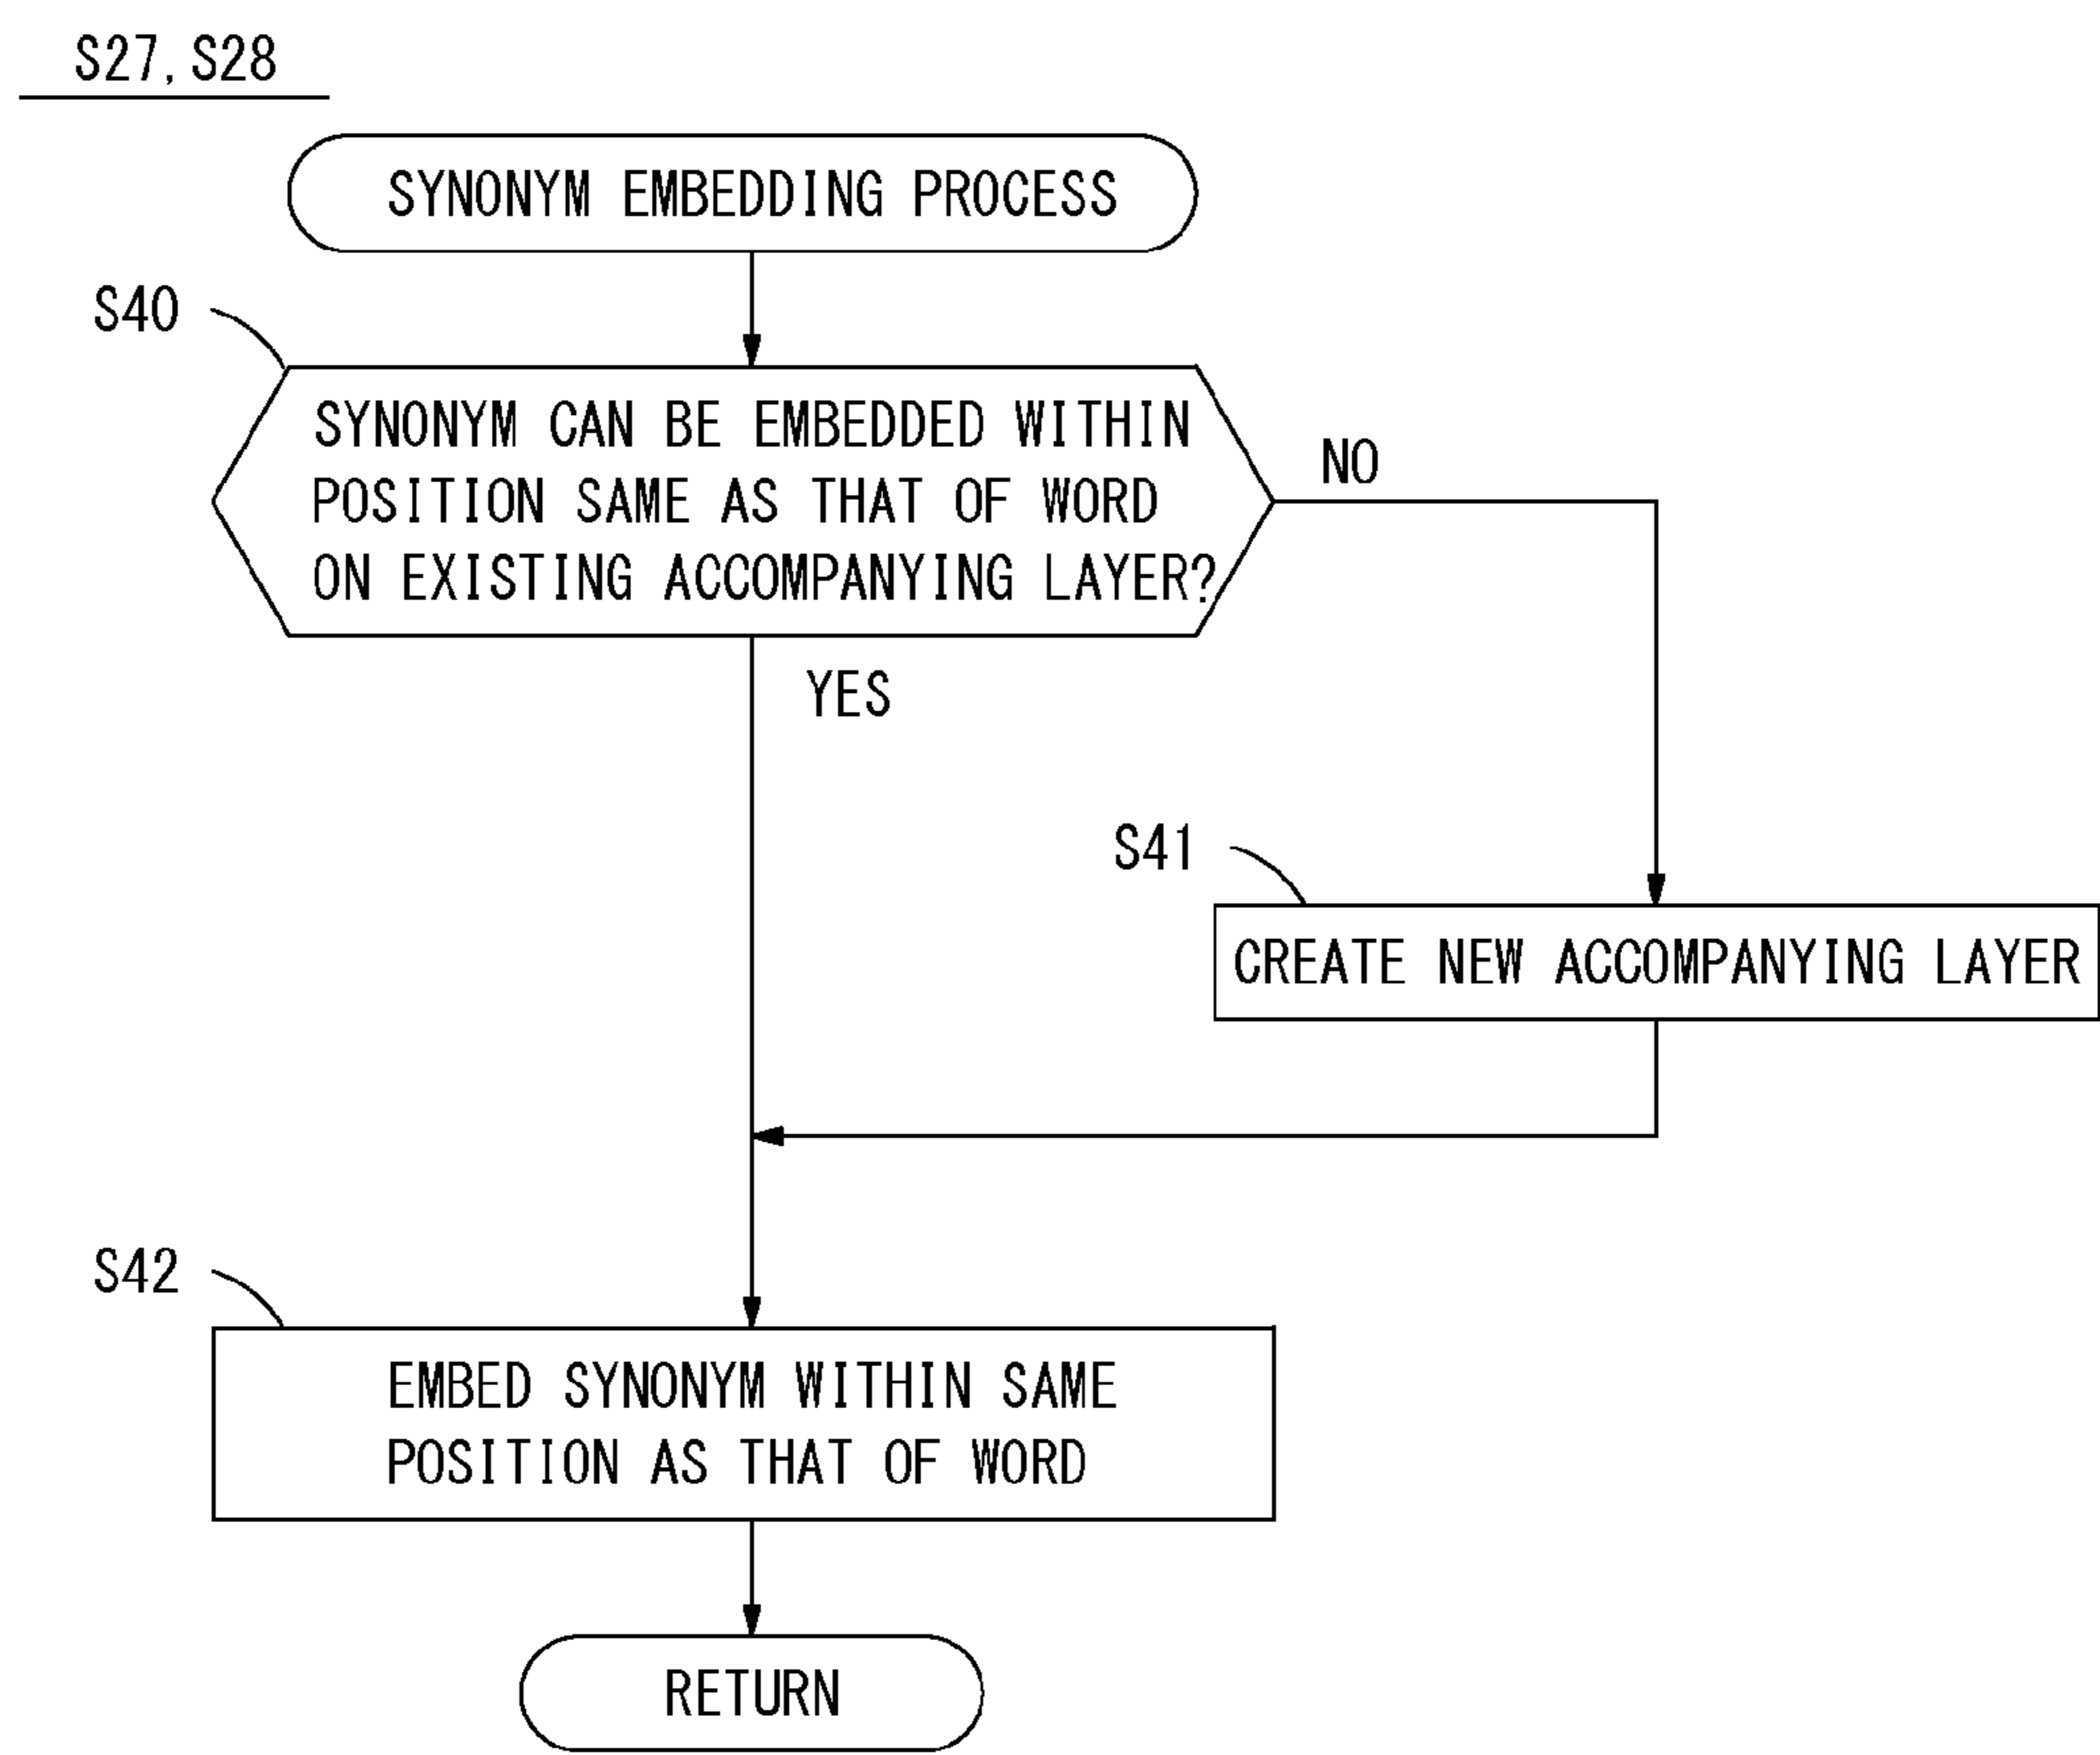 S27, S28
SYNONYM EMBEDDING PROCESS
S40
SYNONYM CAN BE EMBEDDED WITHIN
POSITION SAME AS THAT OF WORD
ON EXISTING ACCOMPANYING LAYER?
NO
YES
S41
CREATE NEW ACCOMPANYING LAYER
S42
EMBED SYNONYM WITHIN SAME
POSITION AS THAT OF WORD
RETURN